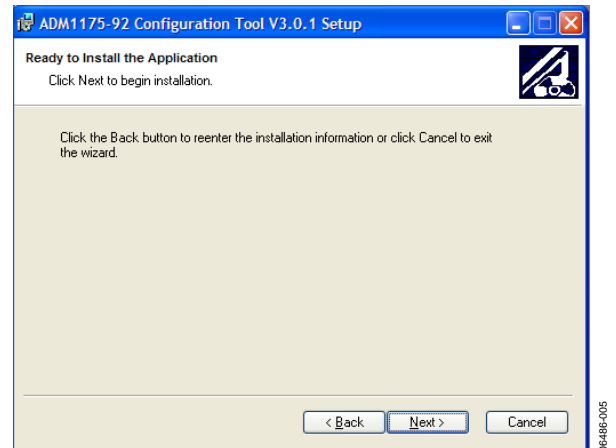 ADM1175-92 Configuration Tool V3.0.1 Setup
Ready to Install the Application
Click Next to begin installation.
Click the Back button to reenter the installation information or click Cancel to exit
the wizard.
< Back
Next >
Cancel
06486-005